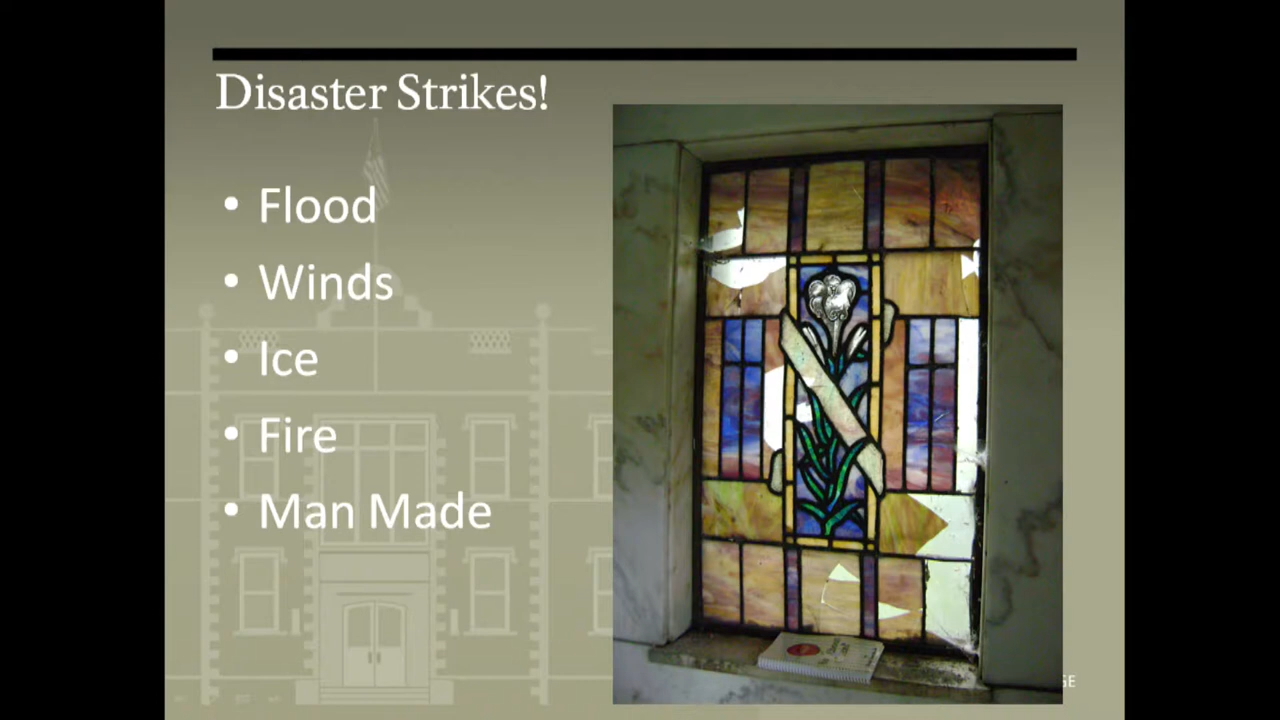 Disaster Strikes!
• Flood
• Winds
• Ice
• Fire
• Man Made